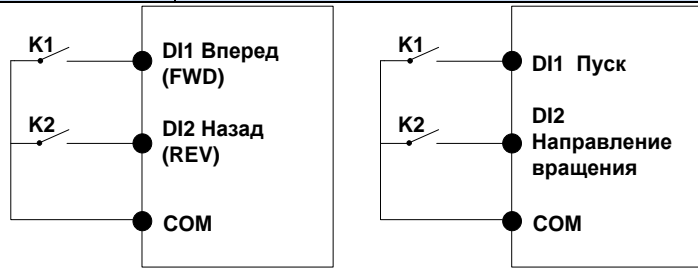 K1
DI1 Вперед
(FWD)
K2
DI2 Назад
(REV)
COM
K1
DI1 Пуск
K2
DI2
Направление
вращения
COM